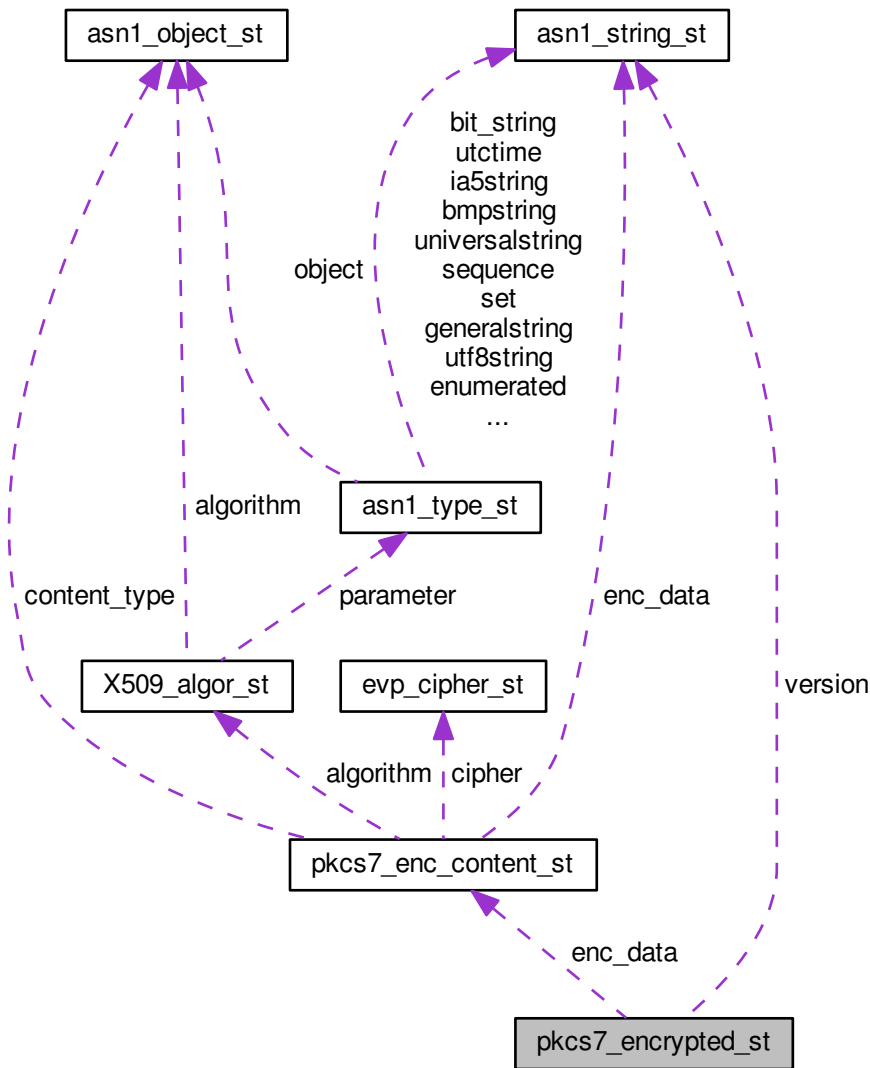 asn1_object_st
asn1_string_st
bit_string
utctime
ia5string
bmpstring
universalstring
object
sequence
set
generalstring
utf8string
enumerated
...
asn1_type_st
algorithm
content_type
parameter
enc_data
X509_algor_st
evp_cipher_st
version
algorithm
cipher
pkcs7_enc_content_st
enc_data
pkcs7_encrypted_st